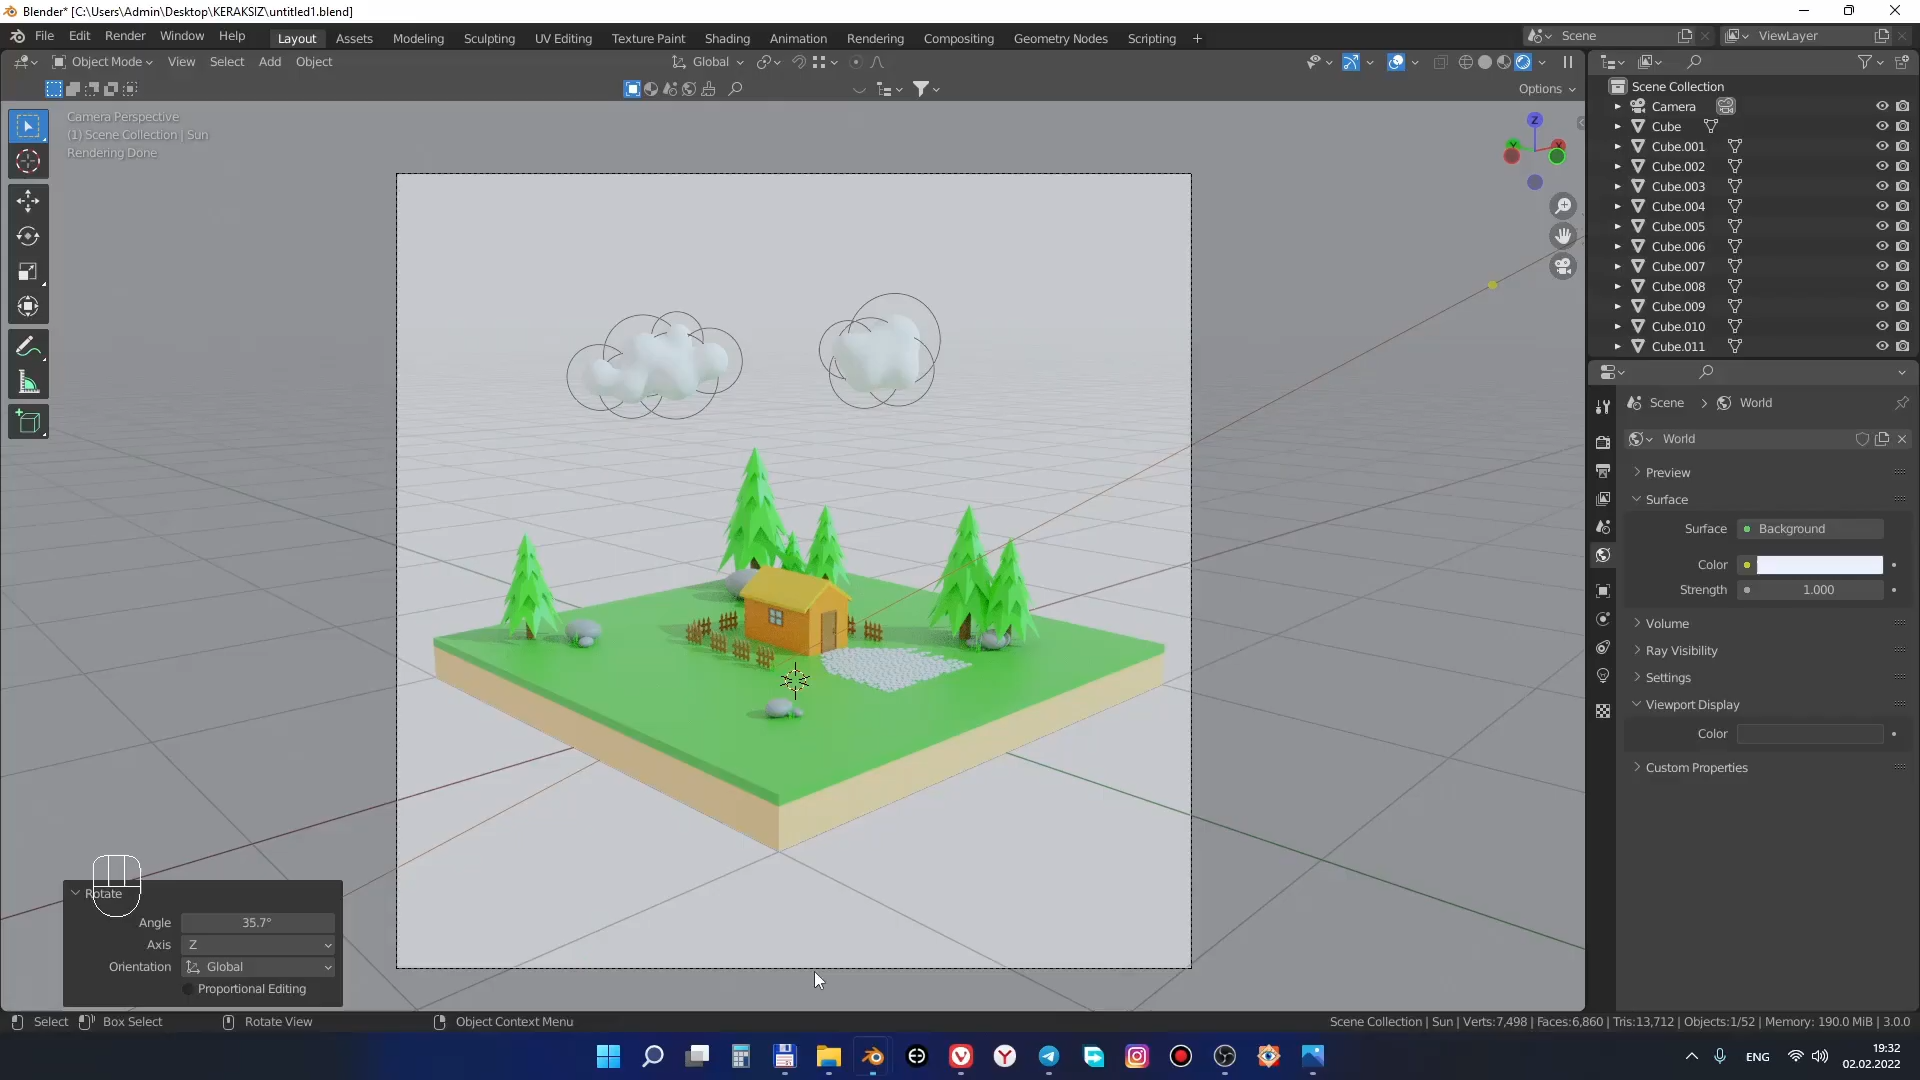 Blender* [C:\Users\Admin\Desktop\KERAKSIZ\untitled1.blend]
File Edit Render Window Help Layout Assets Modeling Sculpting UV Editing Texture Paint Shading Animation Rendering Compositing Geometry Nodes Scripting + Scene ViewLayer
Object Mode View Select Add Object Global
Options
Camera Perspective
(1) Scene Collection | Sun
Rendering Done
Z
Y
Scene Collection
Camera
Cube
Cube.001
Cube.002
Cube.003
Cube.004
Cube.005
Cube.006
Cube.007
Cube.008
Cube.009
Cube.010
Cube.011
Scene > World
World
Preview
Surface
Surface Background
Color
Strength 1.000
Volume
Ray Visibility
Settings
Viewport Display
Color
Custom Properties
Rotate
Angle 35.7°
Axis Z
Orientation Global
Proportional Editing
Select Box Select Rotate View Object Context Menu Scene Collection | Sun | Verts:7,498 | Faces:6,860 | Tris:13,712 | Objects:1/52 | Memory: 190.0 MiB | 3.0.0
ENG
19:32
02.02.2022